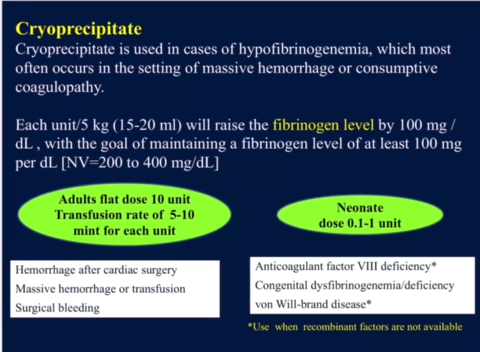 Cryoprecipitate
Cryoprecipitate is used in cases of hypofibrinogenemia, which most
often occurs in the setting of massive hemorrhage or consumptive
coagulopathy.
Each unit/5 kg (15-20 ml) will raise the fibrinogen level by 100 mg /
dL , with the goal of maintaining a fibrinogen level of at least 100 mg
per dL [NV=200 to 400 mg/dL]
Adults flat dose 10 unit
Transfusion rate of 5-10
mint for each unit
Neonate
dose 0.1-1 unit
Hemorrhage after cardiac surgery
Massive hemorrhage or transfusion
Surgical bleeding
Anticoagulant factor VIII deficiency*
Congenital dysfibrinogenemia/deficiency
von Will-brand disease*
*Use when recombinant factors are not available